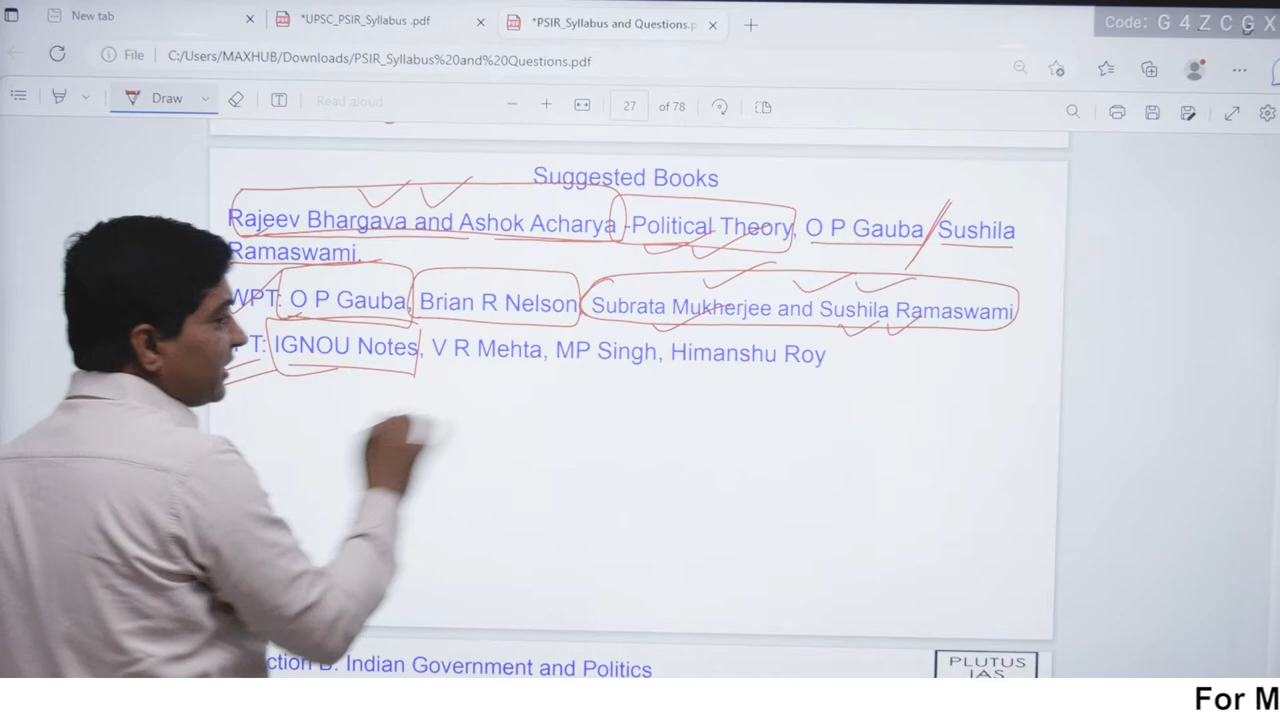 New tab
*UPSC_PSIR_Syllabus .pdf
*PSIR_Syllabus and Questions.p
Code: G 4 Z C G X
File C:/Users/MAXHUB/Downloads/PSIR_Syllabus%20and%20Questions.pdf
Draw Read aloud 27 of 78
Suggested Books
Rajeev Bhargava and Ashok Acharya -Political Theory, O P Gauba/Sushila
Ramaswami.
WPT: O P Gauba, Brian R Nelson, Subrata Mukherjee and Sushila Ramaswami
T: IGNOU Notes, V R Mehta, MP Singh, Himanshu Roy
ction B: Indian Government and Politics
PLUTUS
IAS
For M